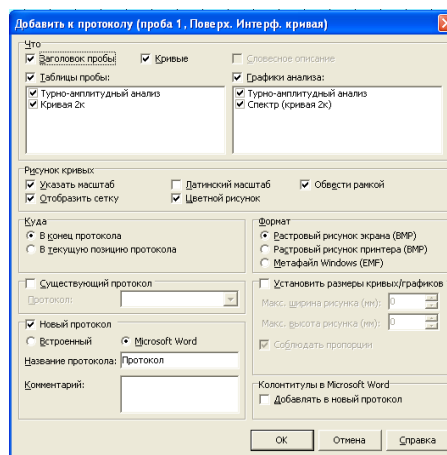 Добавить к протоколу (проба 1, Поверх. Интерф. кривая)
Что
Заголовок пробы
Кривые
Словесное описание
Таблицы пробы:
Графики анализа:
Турно-амплитудный анализ
Кривая 2к
Турно-амплитудный анализ
Спектр (кривая 2к)
Рисунок кривых
Указать масштаб
Латинский масштаб
Обвести рамкой
Отобразить сетку
Цветной рисунок
Куда
В конец протокола
В текущую позицию протокола
Формат
Растровый рисунок экрана (BMP)
Растровый рисунок принтера (BMP)
Метафайл Windows (EMF)
Существующий протокол
Протокол:
Установить размеры кривых/графиков
Макс. ширина рисунка (мм): 0
Макс. высота рисунка (мм): 0
Соблюдать пропорции
Новый протокол
Встроенный
Microsoft Word
Название протокола: Протокол
Комментарий:
Колонтитулы в Microsoft Word
Добавлять в новый протокол
OK
Отмена
Справка